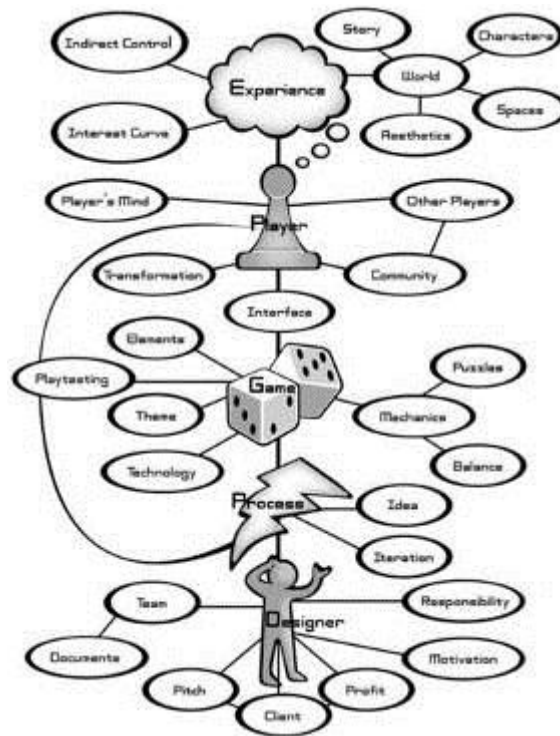 Story
Indirect Control
Characters
Experience
World
Interest Curve
Aesthetics
Spaces
Player's Mind
Other Players
Player
Transformation
Community
Interface
Elements
Puzzles
Playtesting
Game
Theme
Mechanics
Technology
Balance
Process
Idea
Iteration
Team
Responsibility
Designer
Documents
Motivation
Pitch
Profit
Client